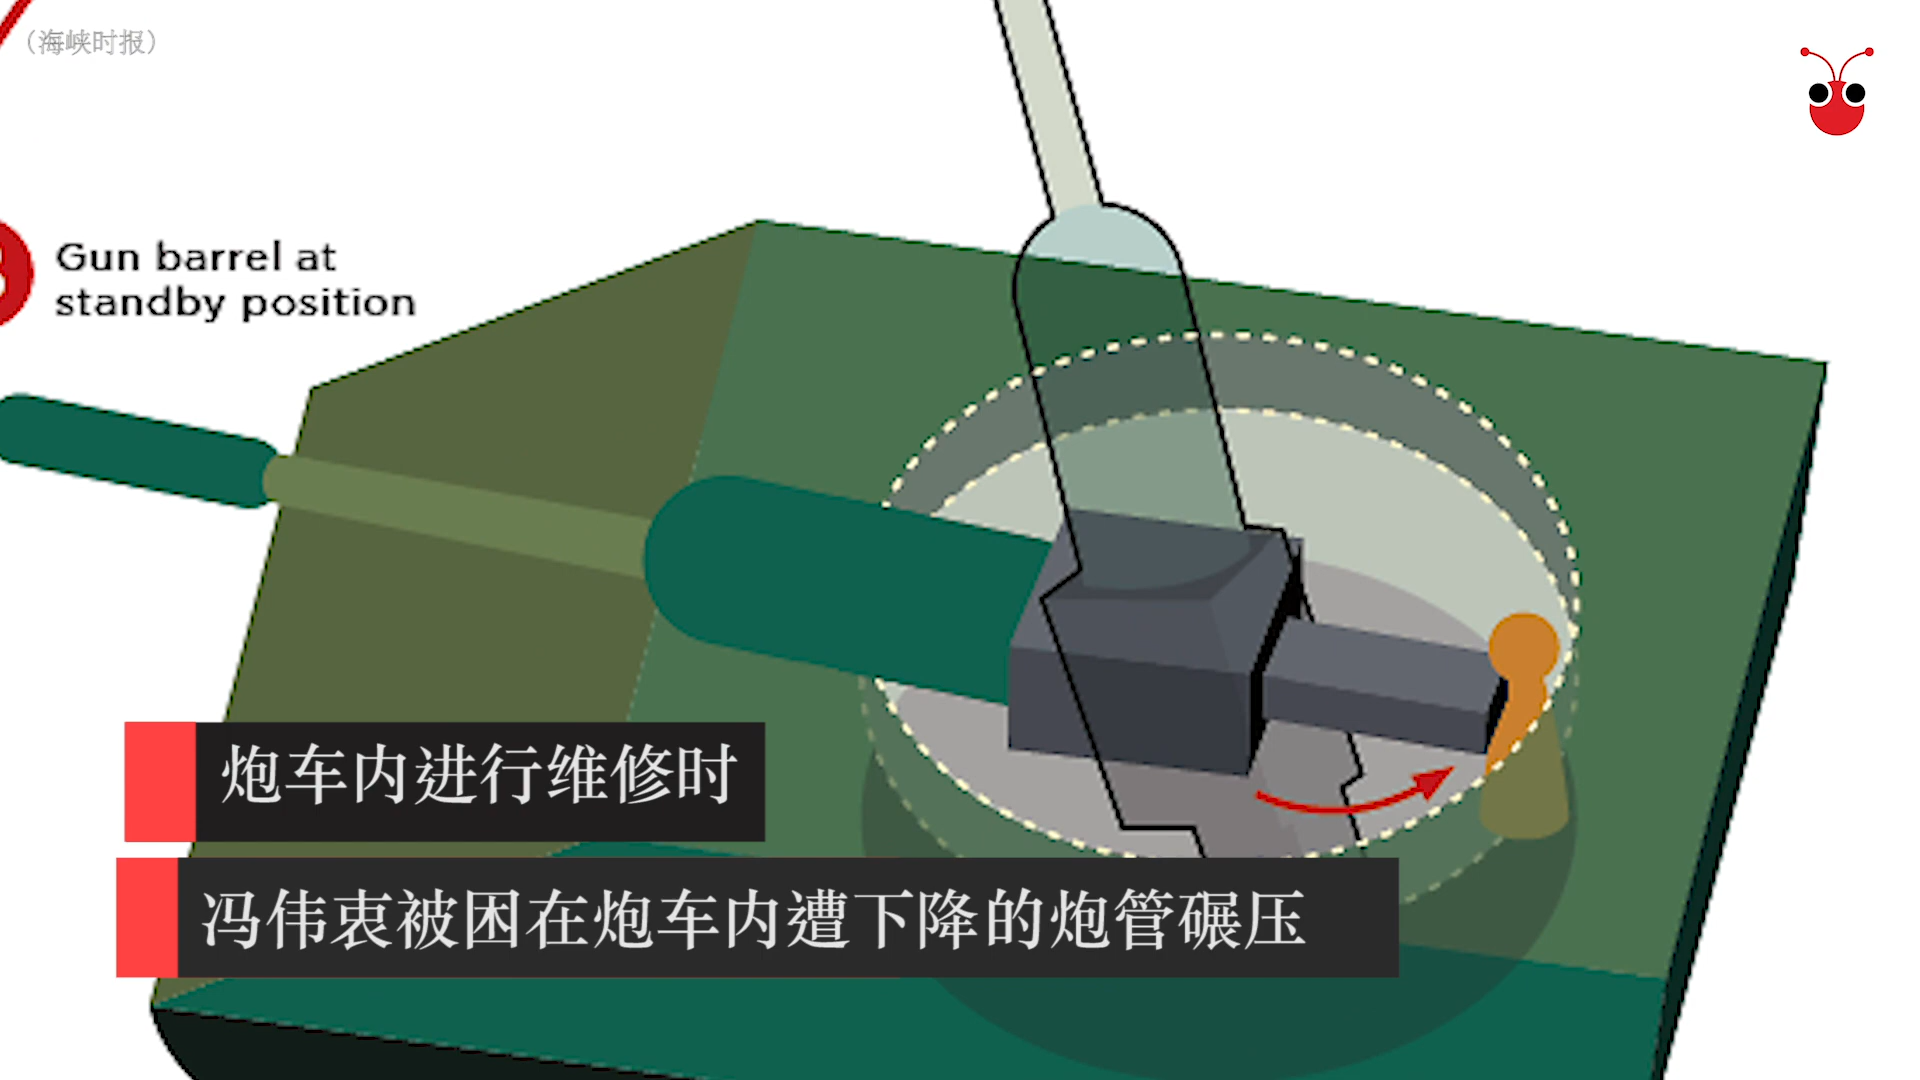 （海峡时报）
Gun barrel at
standby position
炮车内进行维修时
冯伟衷被困在炮车内遭下降的炮管碾压